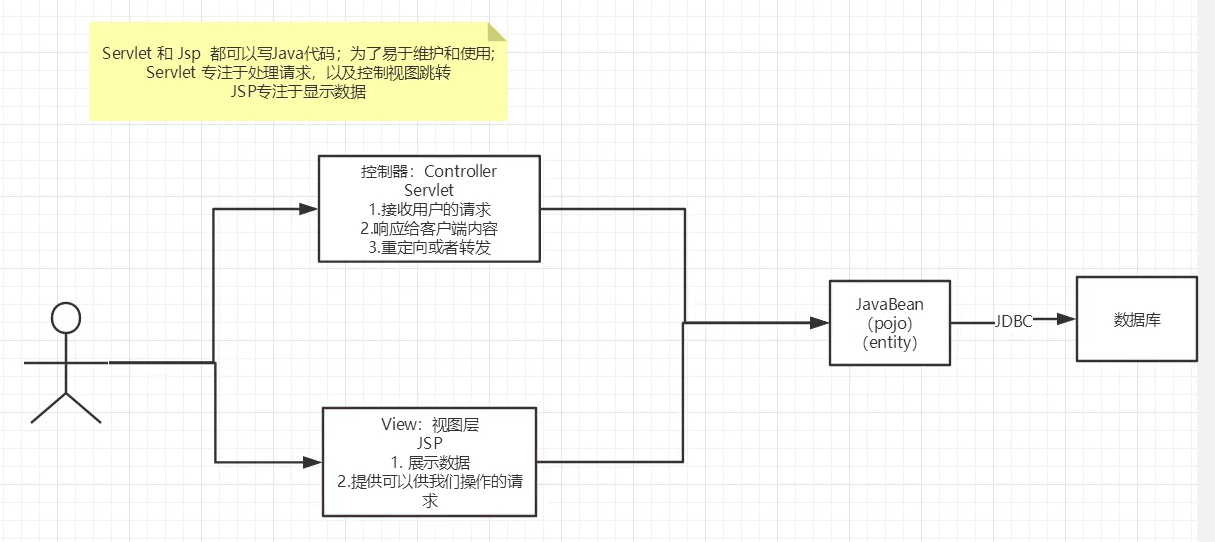 Servlet 和 Jsp 都可以写Java代码；为了易于维护和使用;
Servlet 专注于处理请求，以及控制视图跳转
JSP专注于显示数据
控制器：Controller
Servlet
1.接收用户的请求
2.响应给客户端内容
3.重定向或者转发
JavaBean
（pojo）
（entity）
JDBC
数据库
View：视图层
JSP
1. 展示数据
2.提供可以供我们操作的请
求